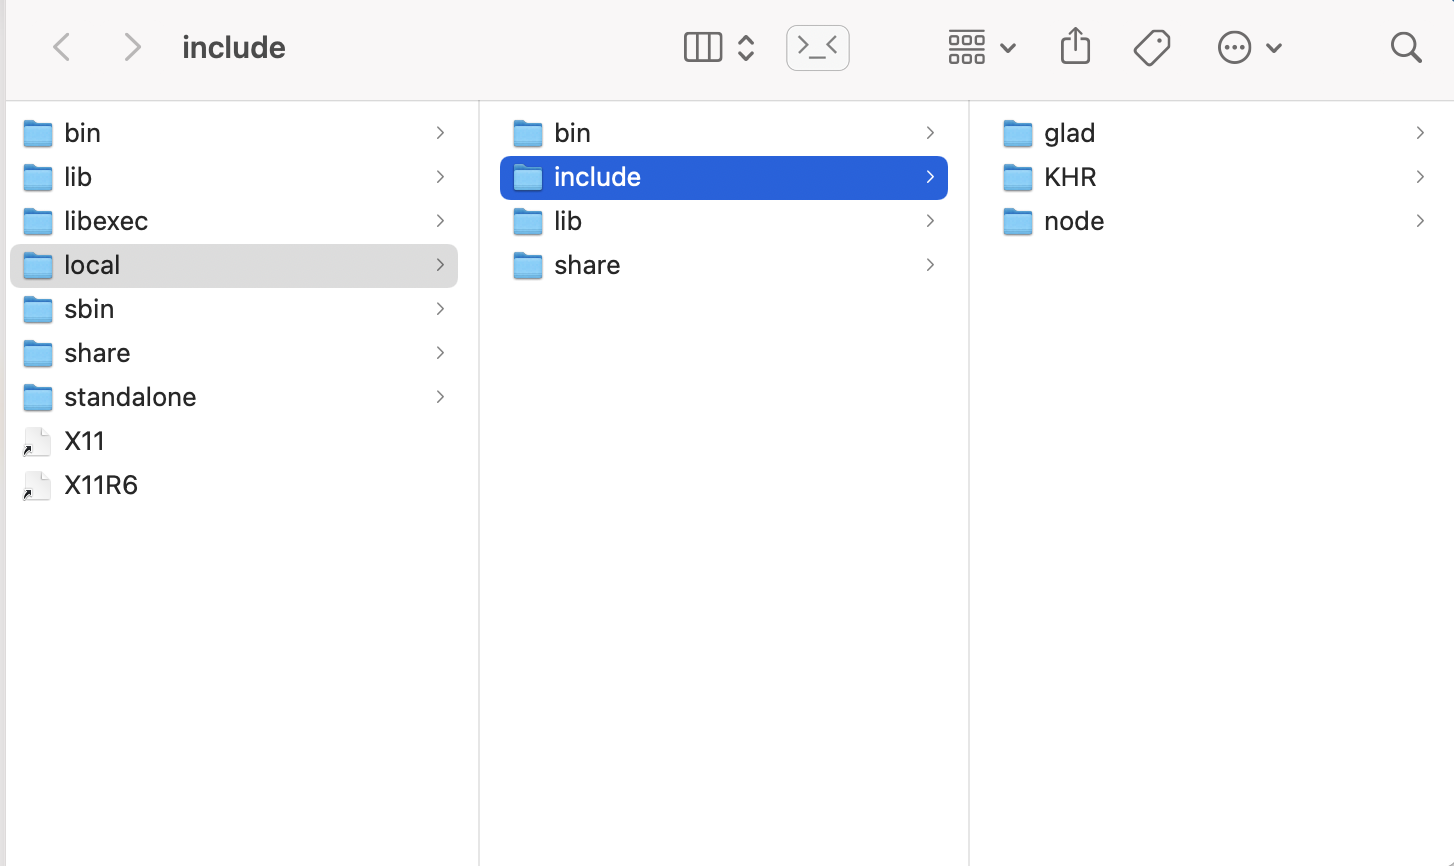 include
bin
lib
libexec
local
sbin
share
standalone
X11
X11R6
bin
include
lib
share
glad
KHR
node